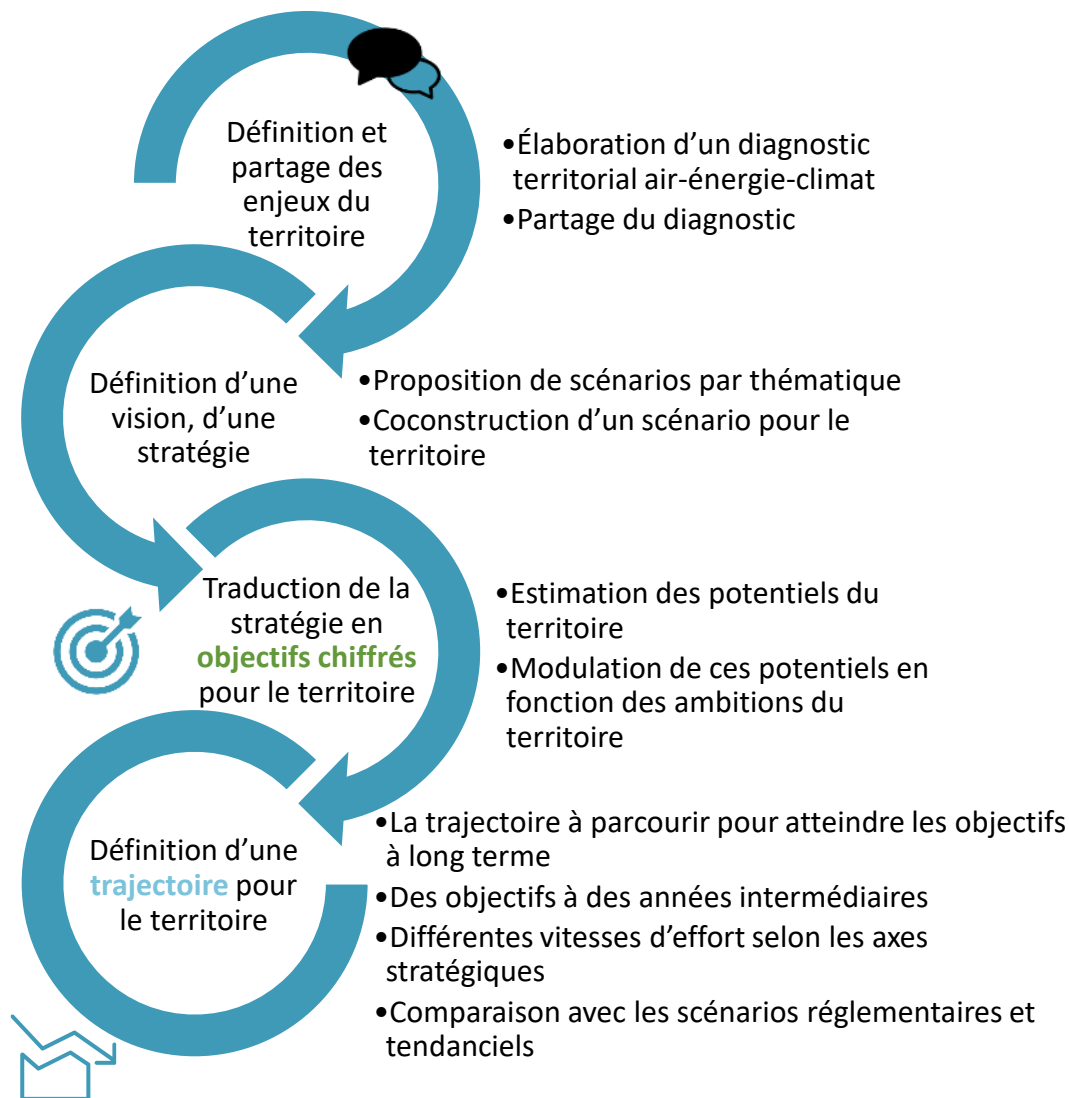 Définition et
partage des
enjeux du
territoire
•Élaboration d’un diagnostic
territorial air-énergie-climat
•Partage du diagnostic
Définition d’une
vision, d’une
stratégie
•Proposition de scénarios par thématique
•Coconstruction d’un scénario pour le
territoire
Traduction de la
stratégie en
objectifs chiffrés
pour le territoire
•Estimation des potentiels du
territoire
•Modulation de ces potentiels en
fonction des ambitions du
territoire
Définition d’une
trajectoire pour
le territoire
•La trajectoire à parcourir pour atteindre les objectifs
à long terme
•Des objectifs à des années intermédiaires
•Différentes vitesses d’effort selon les axes
stratégiques
•Comparaison avec les scénarios réglementaires et
tendanciels